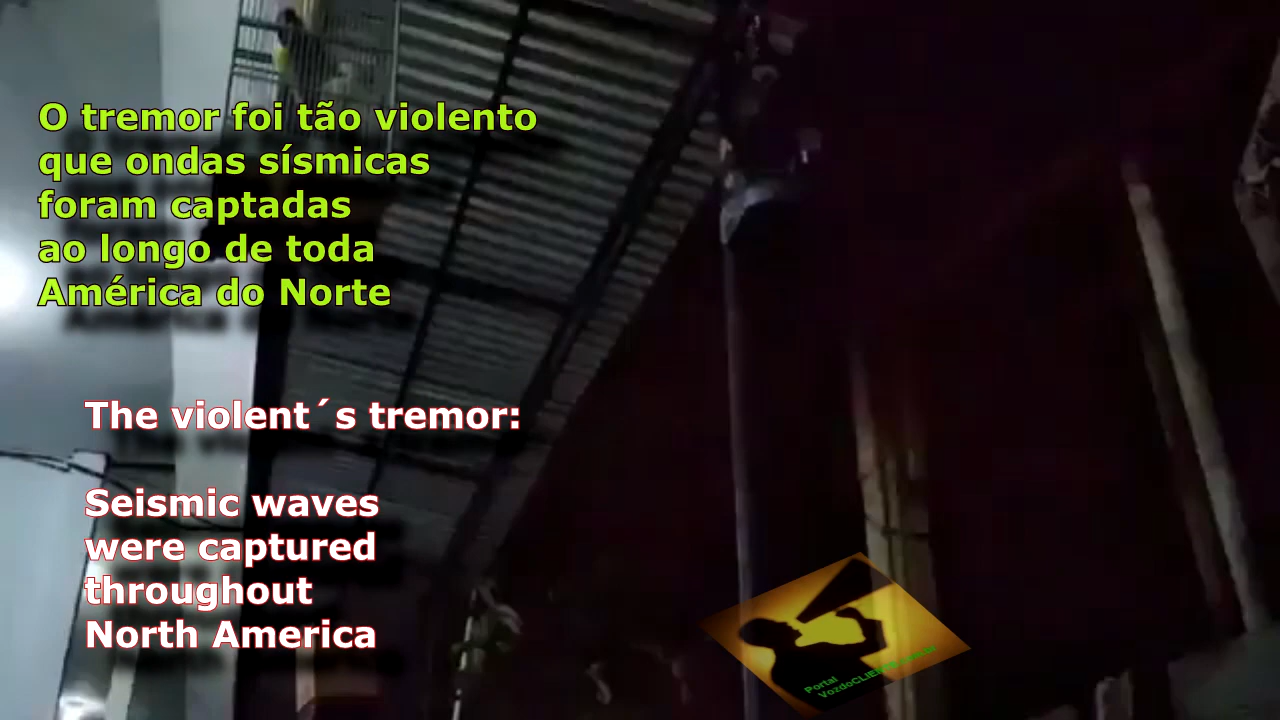 O tremor foi tão violento
que ondas sísmicas
foram captadas
ao longo de toda
América do Norte
The violent´s tremor:
Seismic waves
were captured
throughout
North America
Portal